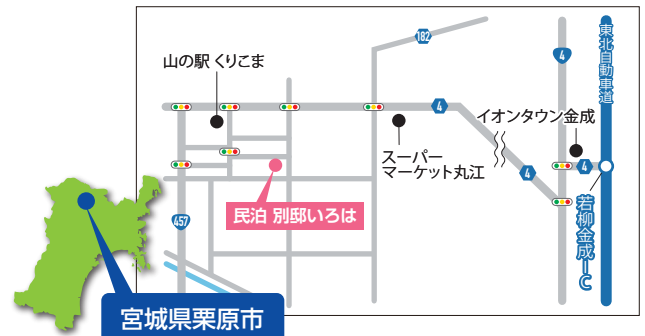 182
東北自動車道
山の駅 くりこま
4
4
イオンタウン金成
スーパー
マーケット丸江
4
4
民泊 別邸いろは
457
若柳金成IC
宮城県栗原市